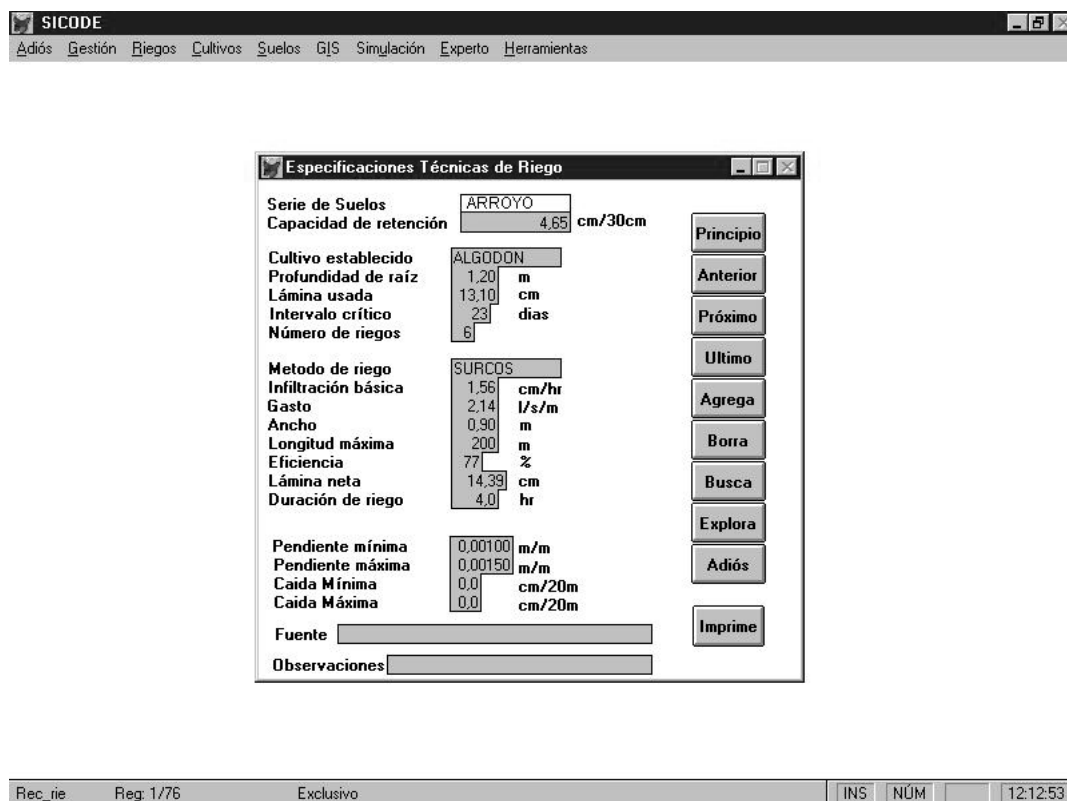 SICODE
Adiós Gestión Riegos Cultivos Suelos GIS Simulación Experto Herramientas
Especificaciones Técnicas de Riego
Serie de Suelos ARROYO
Capacidad de retención 4,65 cm/30cm
Cultivo establecido ALGODON
Profundidad de raíz 1,20 m
Lámina usada 13,10 cm
Intervalo crítico 23 dias
Número de riegos 6
Metodo de riego SURCOS
Infiltración básica 1,56 cm/hr
Gasto 2,14 l/s/m
Ancho 0,90 m
Longitud máxima 200 m
Eficiencia 77 %
Lámina neta 14,39 cm
Duración de riego 4,0 hr
Pendiente mínima 0,00100 m/m
Pendiente máxima 0,00150 m/m
Caida Mínima 0,0 cm/20m
Caida Máxima 0,0 cm/20m
Fuente
Observaciones
Principio
Anterior
Próximo
Ultimo
Agrega
Borra
Busca
Explora
Adiós
Imprime
Rec_rie Reg: 1/76 Exclusivo INS NÚM 12:12:53